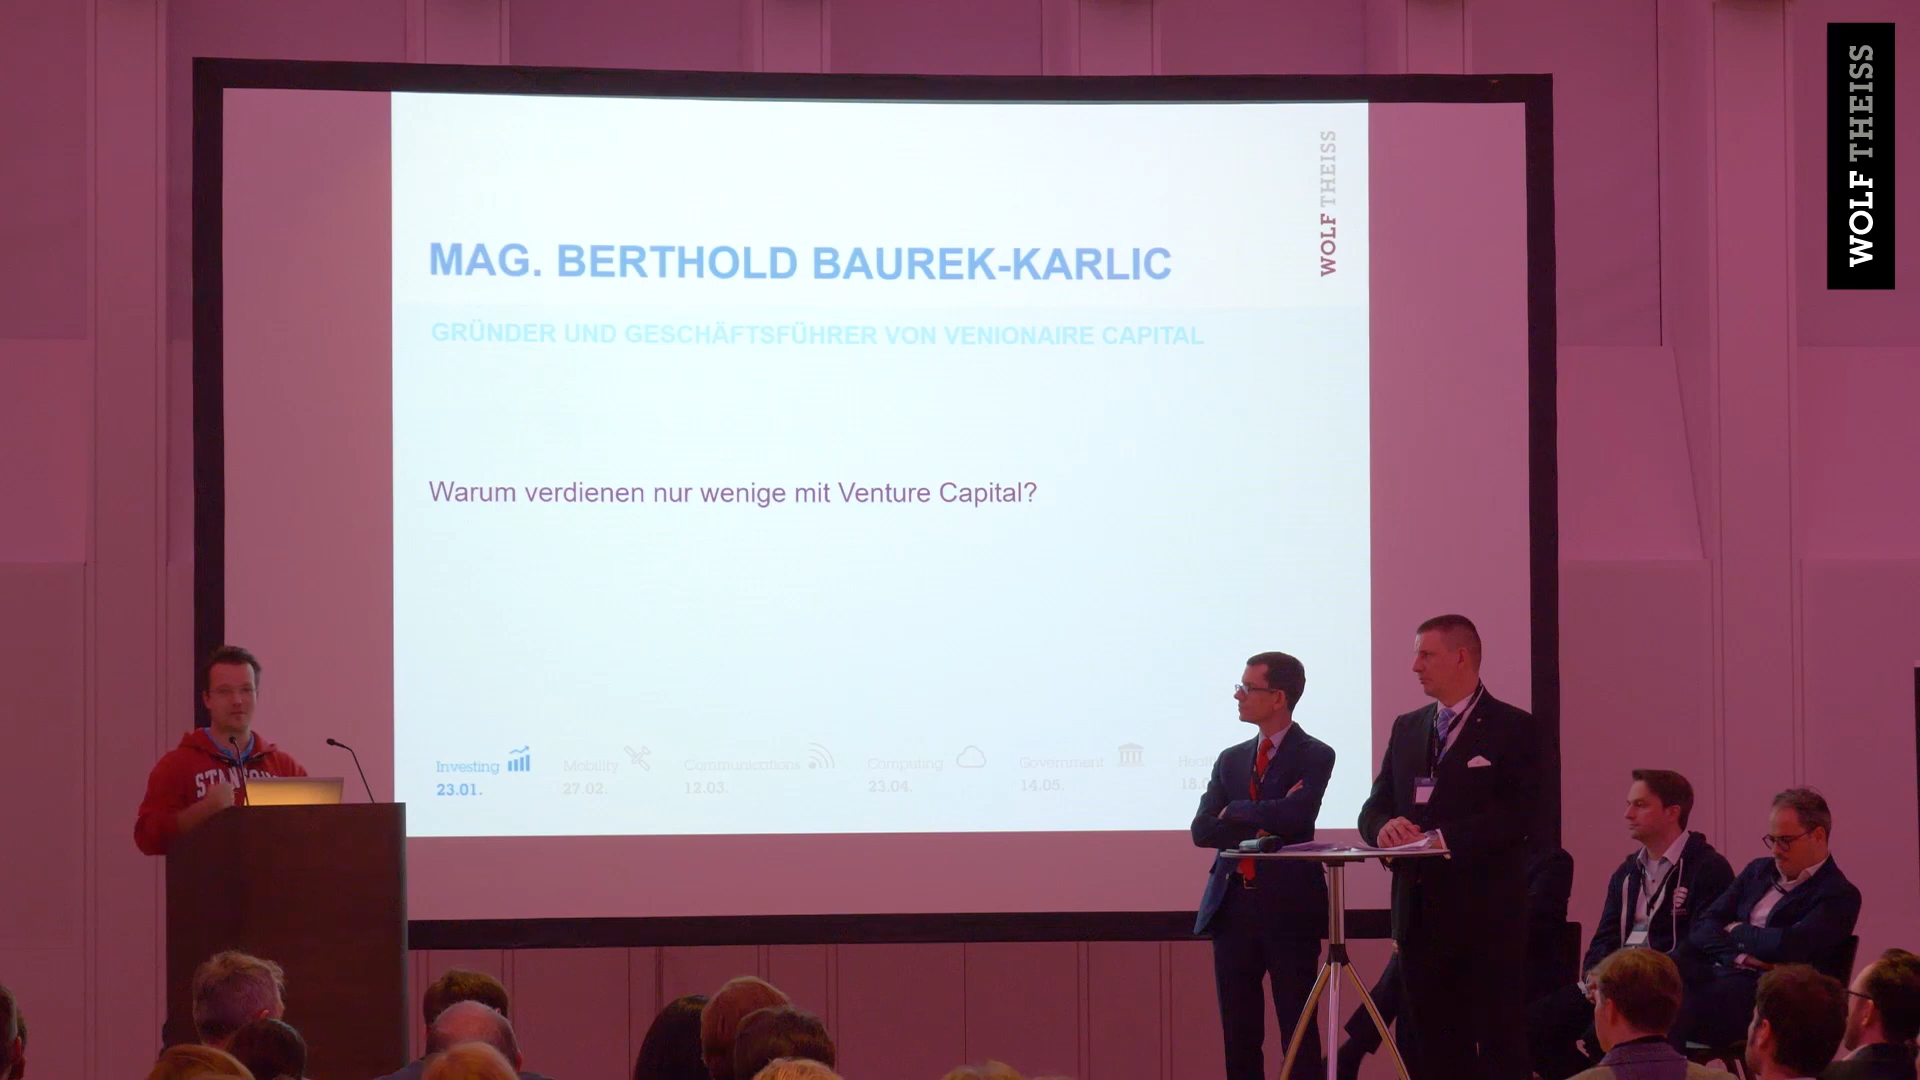 MAG. BERTHOLD BAUREK-KARLIC
GRÜNDER UND GESCHÄFTSFÜHRER VON VENIONAIRE CAPITAL
Warum verdienen nur wenige mit Venture Capital?
WOLF THEISS
Investing
23.01.
Mobility
27.02.
Communications
12.03.
Computing
23.04.
Government
14.05.
WOLF THEISS